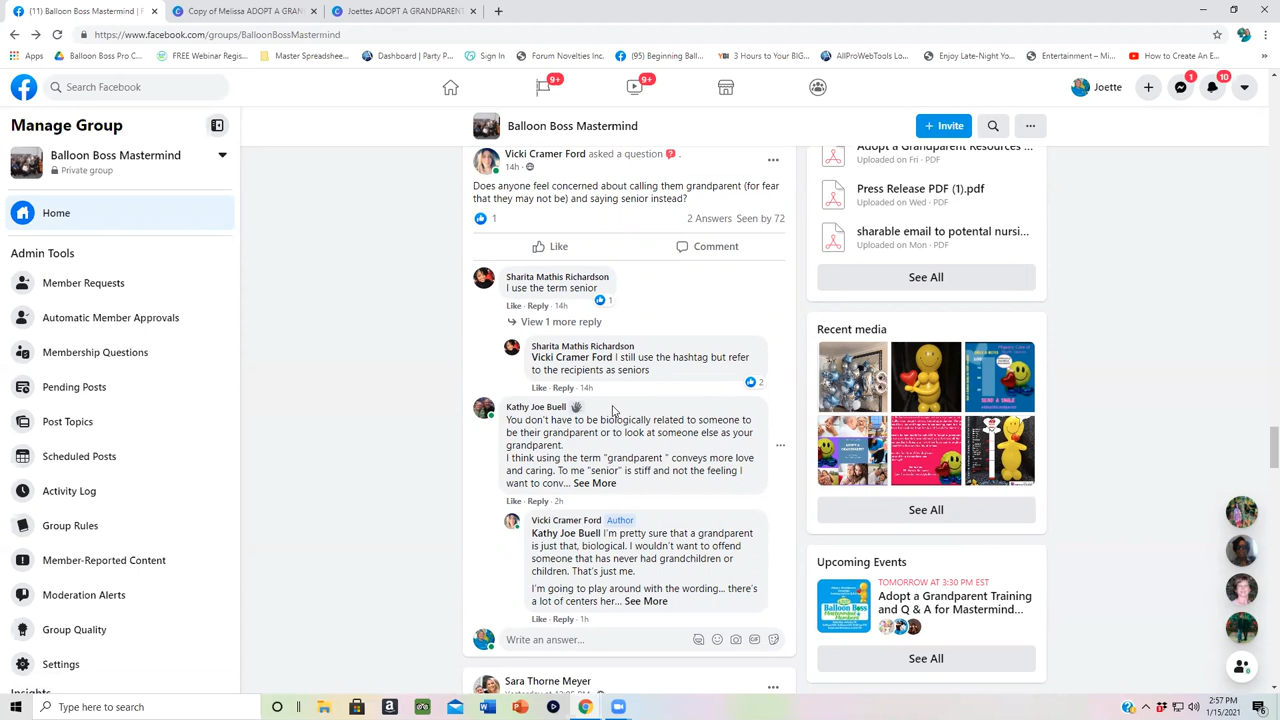 (11) Balloon Boss Mastermind | F
Copy of Melissa ADOPT A GRAN
Joettes ADOPT A GRANDPARENT
https://www.facebook.com/groups/BalloonBossMastermind
Apps
Balloon Boss Pro C...
FREE Webinar Regis...
Master Spreadshee...
Dashboard | Party P...
Sign In
Forum Novelties Inc.
(95) Beginning Ball...
3 Hours to Your BIG...
AllProWebTools Lo...
Enjoy Late-Night Yo...
Entertainment – Mi...
How to Create An E...
Search Facebook
9+
9+
Joette
1
10
Manage Group
Balloon Boss Mastermind
Private group
Home
Admin Tools
Member Requests
Automatic Member Approvals
Membership Questions
Pending Posts
Post Topics
Scheduled Posts
Activity Log
Group Rules
Member-Reported Content
Moderation Alerts
Group Quality
Settings
Insights
Balloon Boss Mastermind
+ Invite
Vicki Cramer Ford asked a question .
14h ·
Does anyone feel concerned about calling them grandparent (for fear
that they may not be) and saying senior instead?
1
2 Answers Seen by 72
Like
Comment
Sharita Mathis Richardson
I use the term senior
1
Like · Reply · 14h
View 1 more reply
Sharita Mathis Richardson
Vicki Cramer Ford I still use the hashtag but refer
to the recipients as seniors
2
Like · Reply · 14h
Kathy Joe Buell
You don't have to be biologically related to someone to
be their grandparent or to look at someone else as your
grandparent.
I think using the term "grandparent " conveys more love
and caring. To me "senior" is stiff and not the feeling I
want to conv... See More
Like · Reply · 2h
Vicki Cramer Ford Author
Kathy Joe Buell I'm pretty sure that a grandparent
is just that, biological. I wouldn't want to offend
someone that has never had grandchildren or
children. That's just me.
I'm going to play around with the wording... there's
a lot of centers her... See More
Like · Reply · 1h
Write an answer...
Sara Thorne Meyer
Adopt a Grandparent Resources ...
Uploaded on Fri · PDF
Press Release PDF (1).pdf
Uploaded on Wed · PDF
sharable email to potental nursi...
Uploaded on Mon · PDF
See All
Recent media
See All
Upcoming Events
TOMORROW AT 3:30 PM EST
Adopt a Grandparent Training
and Q & A for Mastermind...
See All
Type here to search
2:57 PM
1/15/2021